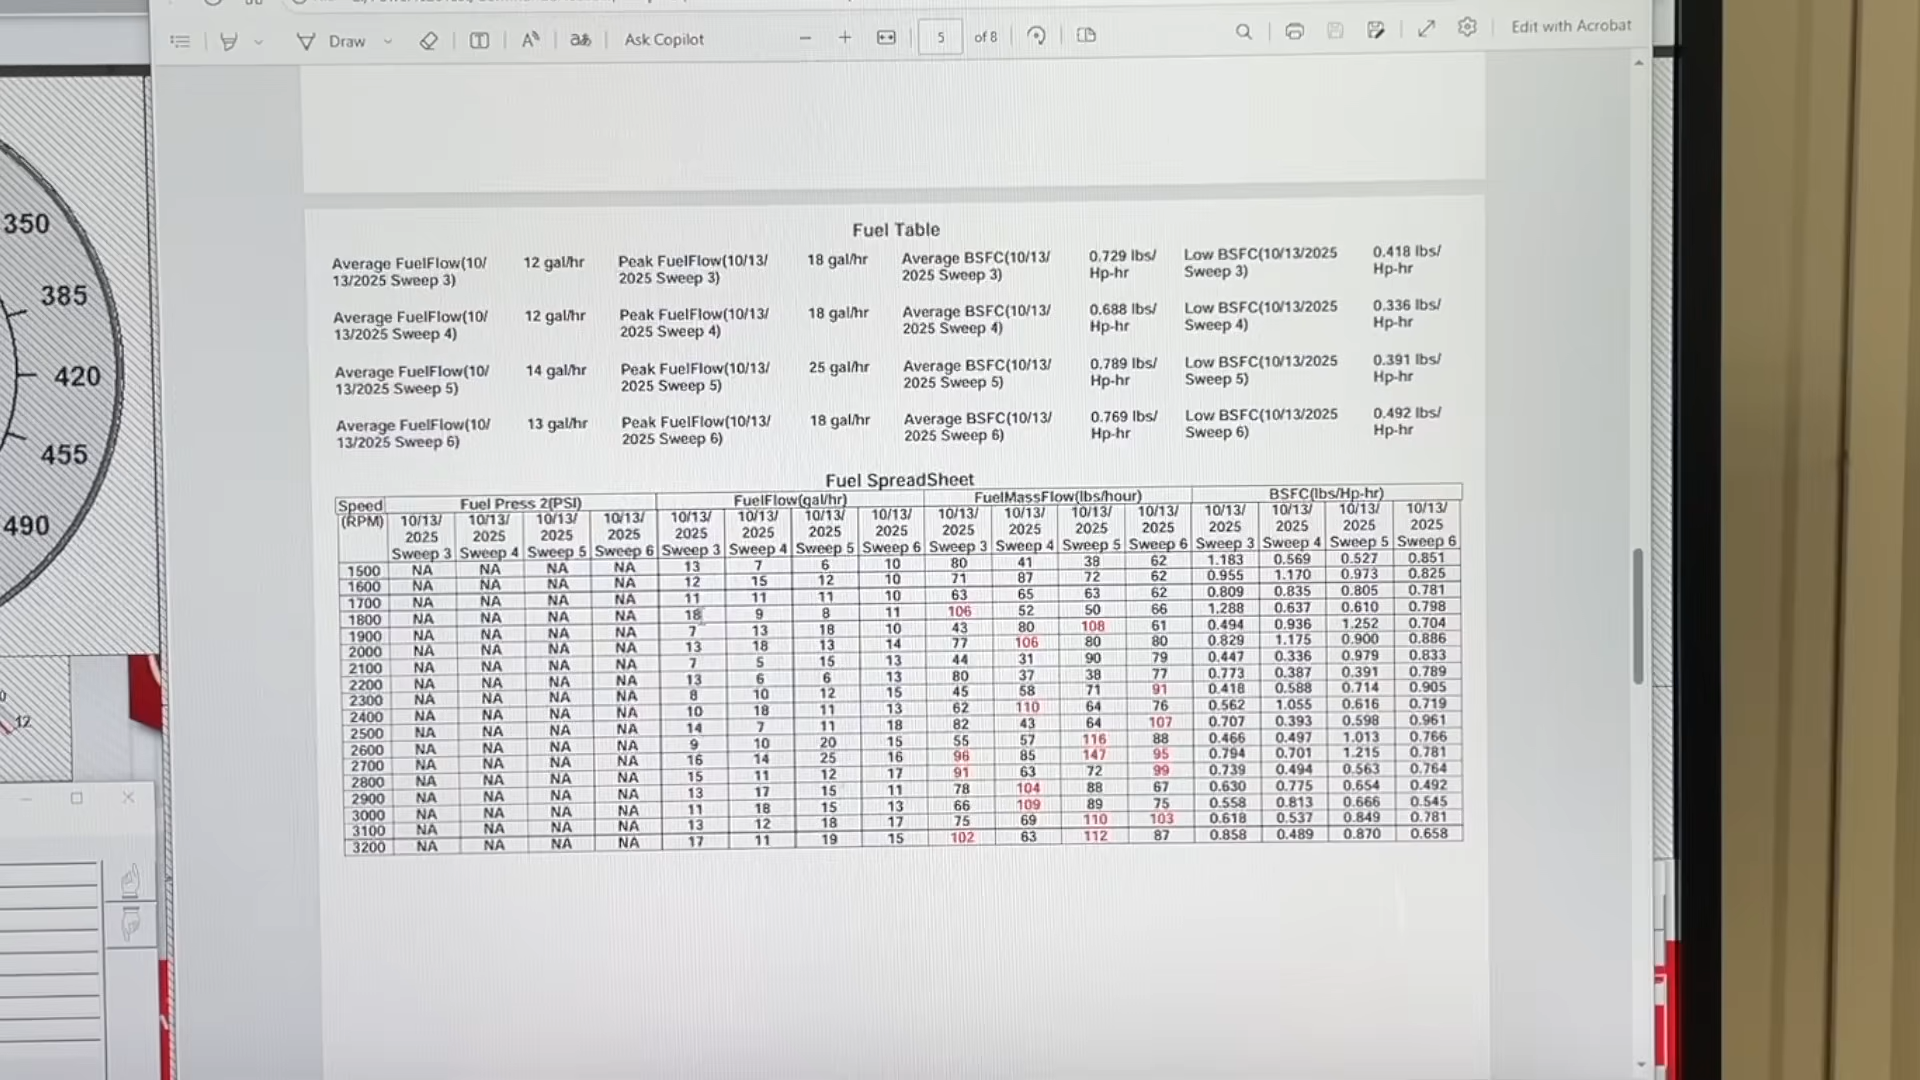 Draw
Ask Copilot
5
of 8
Edit with Acrobat
350
385
420
455
490
12
Fuel Table
Average FuelFlow(10/ 12 gal/hr Peak FuelFlow(10/13/ 18 gal/hr Average BSFC(10/13/ 0.729 lbs/ Low BSFC(10/13/2025 0.418 lbs/
13/2025 Sweep 3) 2025 Sweep 3) 2025 Sweep 3) Hp-hr Sweep 3) Hp-hr
Average FuelFlow(10/ 12 gal/hr Peak FuelFlow(10/13/ 18 gal/hr Average BSFC(10/13/ 0.688 lbs/ Low BSFC(10/13/2025 0.336 lbs/
13/2025 Sweep 4) 2025 Sweep 4) 2025 Sweep 4) Hp-hr Sweep 4) Hp-hr
Average FuelFlow(10/ 14 gal/hr Peak FuelFlow(10/13/ 25 gal/hr Average BSFC(10/13/ 0.789 lbs/ Low BSFC(10/13/2025 0.391 lbs/
13/2025 Sweep 5) 2025 Sweep 5) 2025 Sweep 5) Hp-hr Sweep 5) Hp-hr
Average FuelFlow(10/ 13 gal/hr Peak FuelFlow(10/13/ 18 gal/hr Average BSFC(10/13/ 0.769 lbs/ Low BSFC(10/13/2025 0.492 lbs/
13/2025 Sweep 6) 2025 Sweep 6) 2025 Sweep 6) Hp-hr Sweep 6) Hp-hr
Fuel SpreadSheet
Speed Fuel Press 2(PSI) FuelFlow(gal/hr) FuelMassFlow(lbs/hour) BSFC(lbs/Hp-hr)
(RPM) 10/13/ 10/13/ 10/13/ 10/13/ 10/13/ 10/13/ 10/13/ 10/13/ 10/13/ 10/13/ 10/13/ 10/13/ 10/13/ 10/13/ 10/13/ 10/13/
2025 2025 2025 2025 2025 2025 2025 2025 2025 2025 2025 2025 2025 2025 2025 2025
Sweep 3 Sweep 4 Sweep 5 Sweep 6 Sweep 3 Sweep 4 Sweep 5 Sweep 6 Sweep 3 Sweep 4 Sweep 5 Sweep 6 Sweep 3 Sweep 4 Sweep 5 Sweep 6
1500 NA NA NA NA 13 7 6 10 80 41 38 62 1.183 0.569 0.527 0.851
1600 NA NA NA NA 12 15 12 10 71 87 72 62 0.955 1.170 0.973 0.825
1700 NA NA NA NA 11 11 11 10 63 65 63 62 0.809 0.835 0.805 0.781
1800 NA NA NA NA 18 9 8 11 106 52 50 66 1.288 0.637 0.610 0.798
1900 NA NA NA NA 7 13 18 10 43 80 108 61 0.494 0.936 1.252 0.704
2000 NA NA NA NA 13 18 13 14 77 106 80 80 0.829 1.175 0.900 0.886
2100 NA NA NA NA 7 5 15 13 44 31 90 79 0.447 0.336 0.979 0.833
2200 NA NA NA NA 13 6 6 13 80 37 38 77 0.773 0.387 0.391 0.789
2300 NA NA NA NA 8 10 12 15 45 58 71 91 0.418 0.588 0.714 0.905
2400 NA NA NA NA 10 18 11 13 62 110 64 76 0.562 1.055 0.616 0.719
2500 NA NA NA NA 14 7 11 18 82 43 64 107 0.707 0.393 0.598 0.961
2600 NA NA NA NA 9 10 20 15 55 57 116 88 0.466 0.497 1.013 0.766
2700 NA NA NA NA 16 14 25 16 96 85 147 95 0.794 0.701 1.215 0.781
2800 NA NA NA NA 15 11 12 17 91 63 72 99 0.739 0.494 0.563 0.764
2900 NA NA NA NA 13 17 15 11 78 104 88 67 0.630 0.775 0.654 0.492
3000 NA NA NA NA 11 18 15 13 66 109 89 75 0.558 0.813 0.666 0.545
3100 NA NA NA NA 13 12 18 17 75 69 110 103 0.618 0.537 0.849 0.781
3200 NA NA NA NA 17 11 19 15 102 63 112 87 0.858 0.489 0.870 0.658